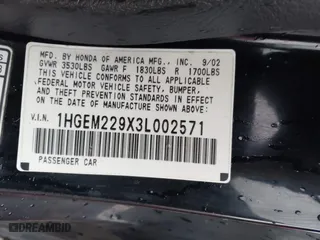 MFD. BY HONDA OF AMERICA MFG., INC. 9/02
GVWR 3530LBS GAWR F 1830LBS R 1700LBS
THIS VEHICLE CONFORMS TO ALL APPLICABLE
FEDERAL MOTOR VEHICLE SAFETY, BUMPER,
AND THEFT PREVENTION STANDARDS IN EFFECT
ON THE DATE OF MANUFACTURE SHOWN ABOVE.
V.I.N. 1HGEM229X3L002571
PASSENGER CAR
DREAMBID